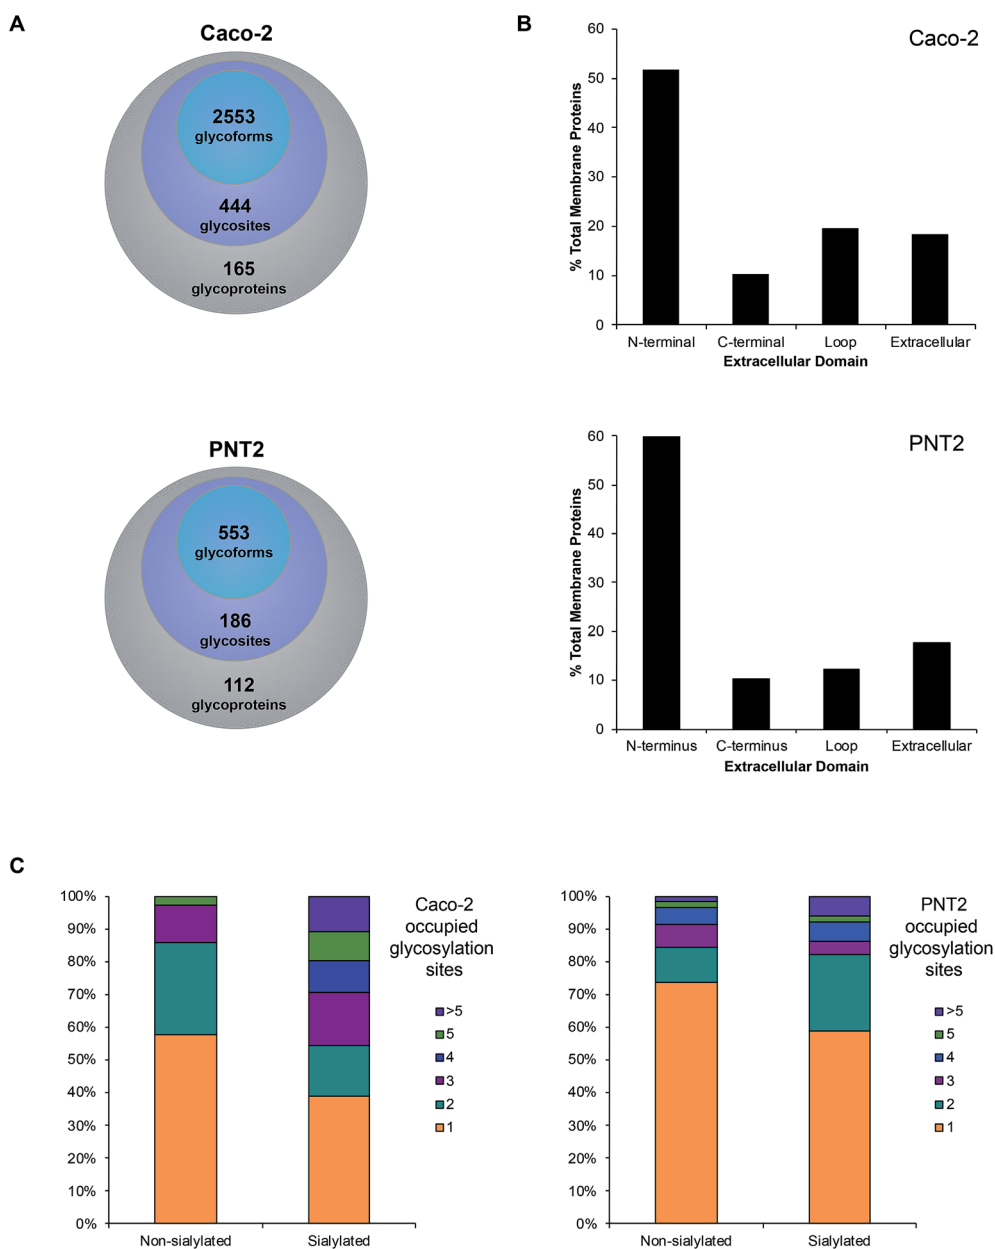 A
Caco-2
2553
glycoforms
444
glycosites
165
glycoproteins
PNT2
553
glycoforms
186
glycosites
112
glycoproteins
B
Caco-2
% Total Membrane Proteins
60
50
40
30
20
10
0
N-terminal C-terminal Loop Extracellular
Extracellular Domain
PNT2
% Total Membrane Proteins
60
50
40
30
20
10
0
N-terminus C-terminus Loop Extracellular
Extracellular Domain
C
100%
90%
80%
70%
60%
50%
40%
30%
20%
10%
0%
Non-sialylated Sialylated
Caco-2
occupied
glycosylation
sites
>5
5
4
3
2
1
100%
90%
80%
70%
60%
50%
40%
30%
20%
10%
0%
Non-sialylated Sialylated
PNT2
occupied
glycosylation
sites
>5
5
4
3
2
1